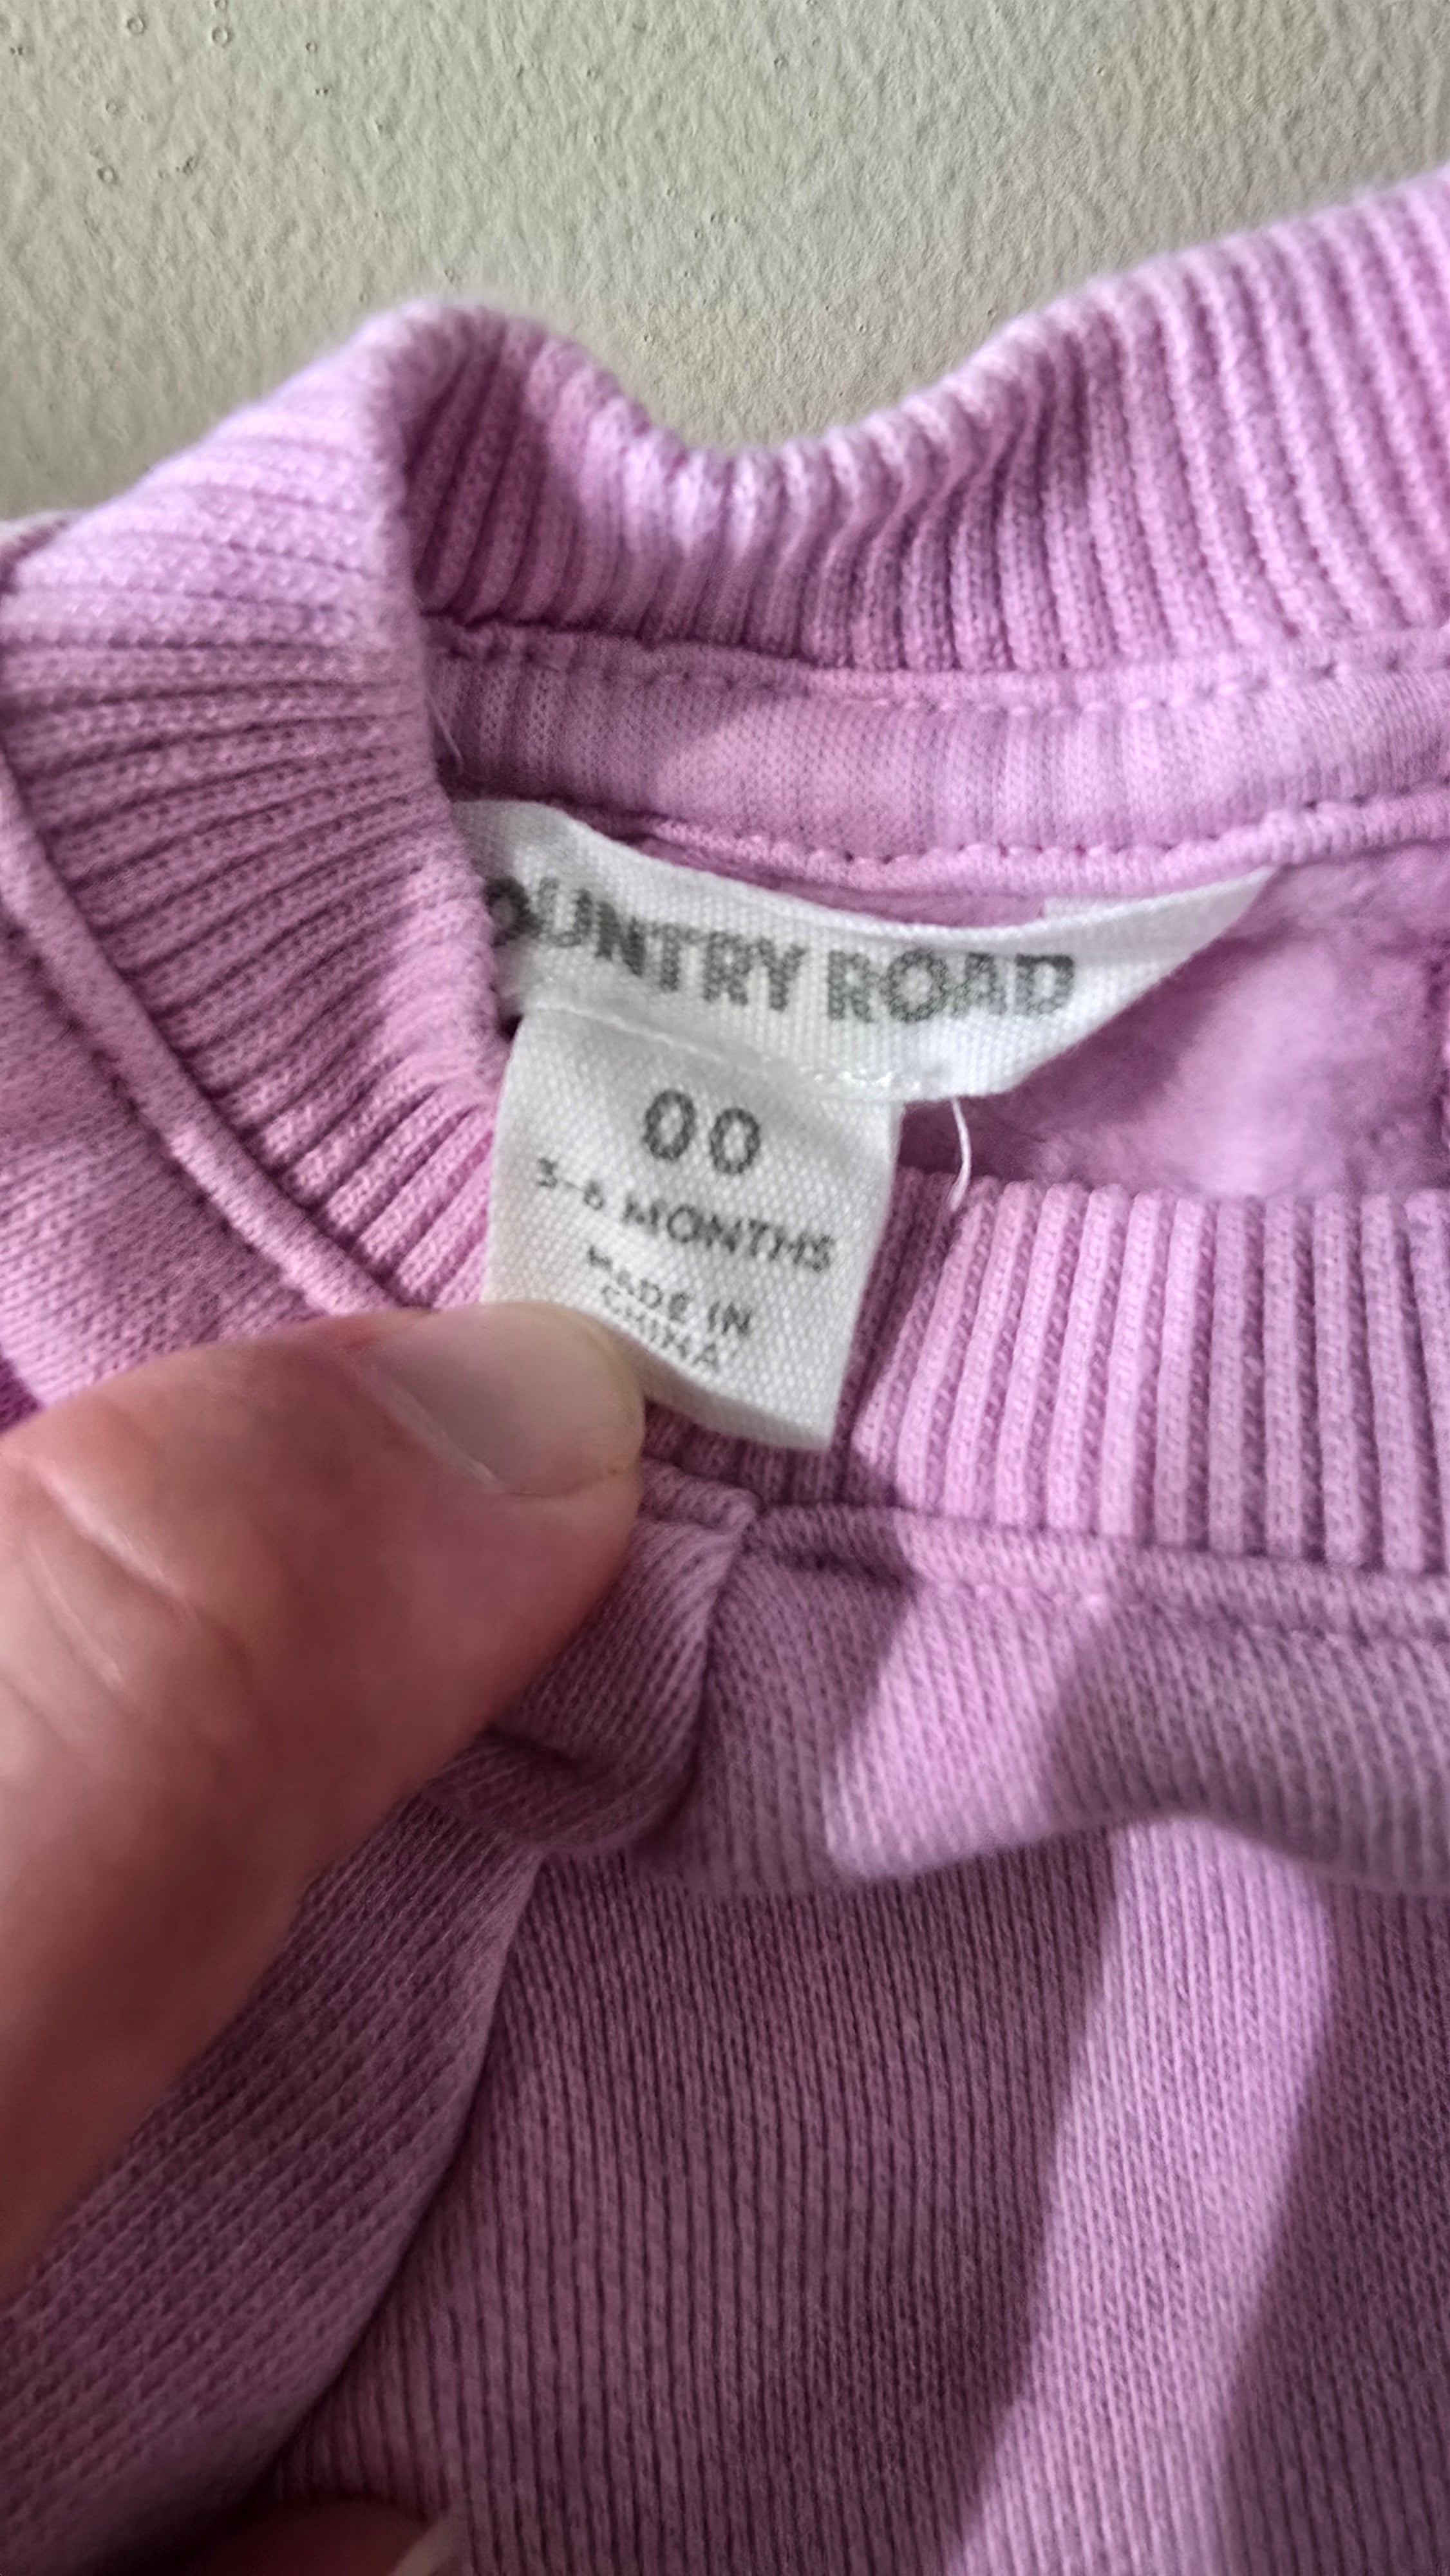 OUNTRY ROAD
00
3-6 MONTHS
MADE IN
CHINA